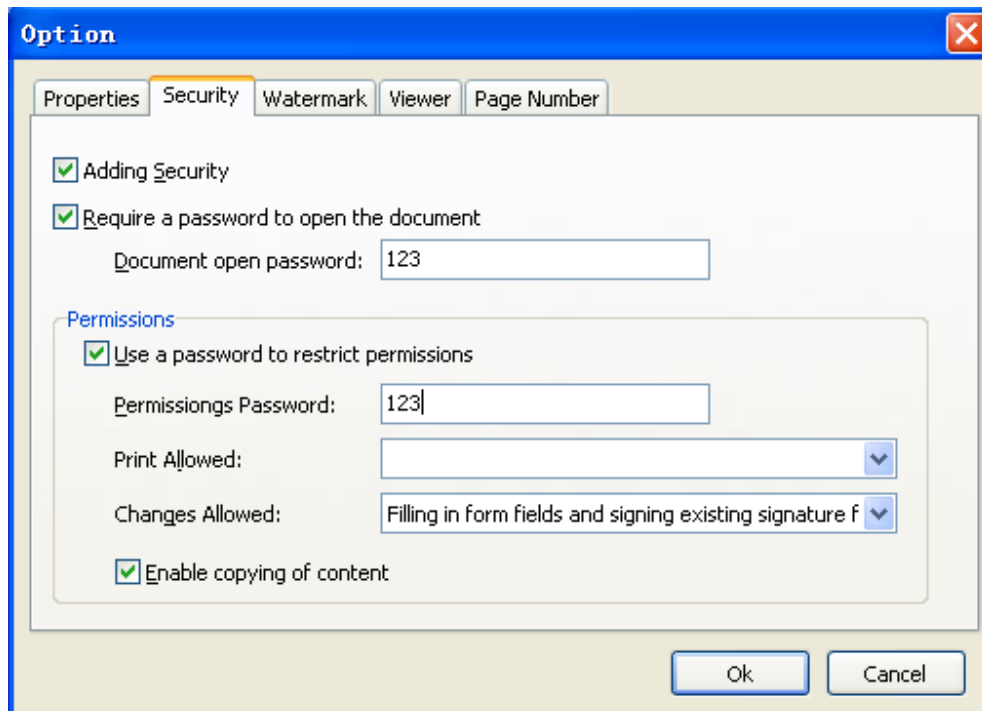 Option
Properties Security Watermark Viewer Page Number
Adding Security
Require a password to open the document
Document open password: 123
Permissions
Use a password to restrict permissions
Permissiongs Password: 123
Print Allowed:
Changes Allowed: Filling in form fields and signing existing signature f
Enable copying of content
Ok Cancel